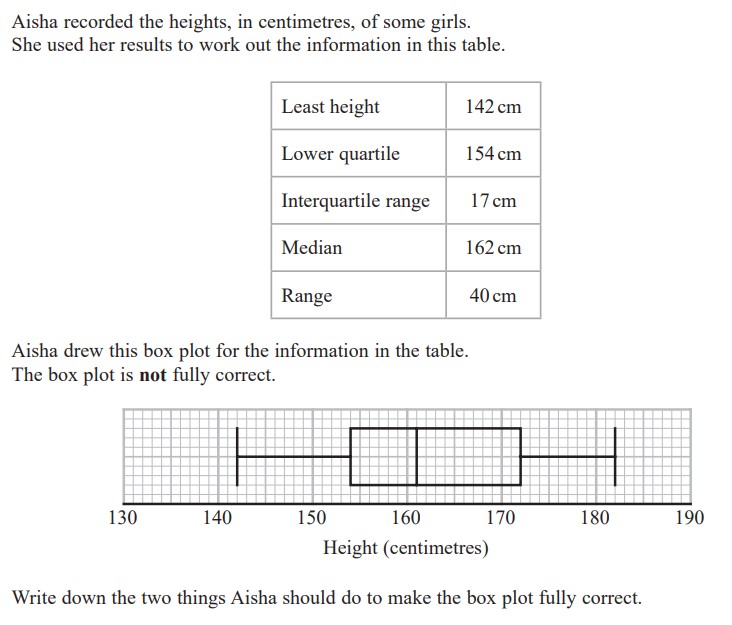 Aisha recorded the heights, in centimetres, of some girls.
She used her results to work out the information in this table.
Least height 142 cm
Lower quartile 154 cm
Interquartile range 17 cm
Median 162 cm
Range 40 cm
Aisha drew this box plot for the information in the table.
The box plot is not fully correct.
130 140 150 160 170 180 190
Height (centimetres)
Write down the two things Aisha should do to make the box plot fully correct.